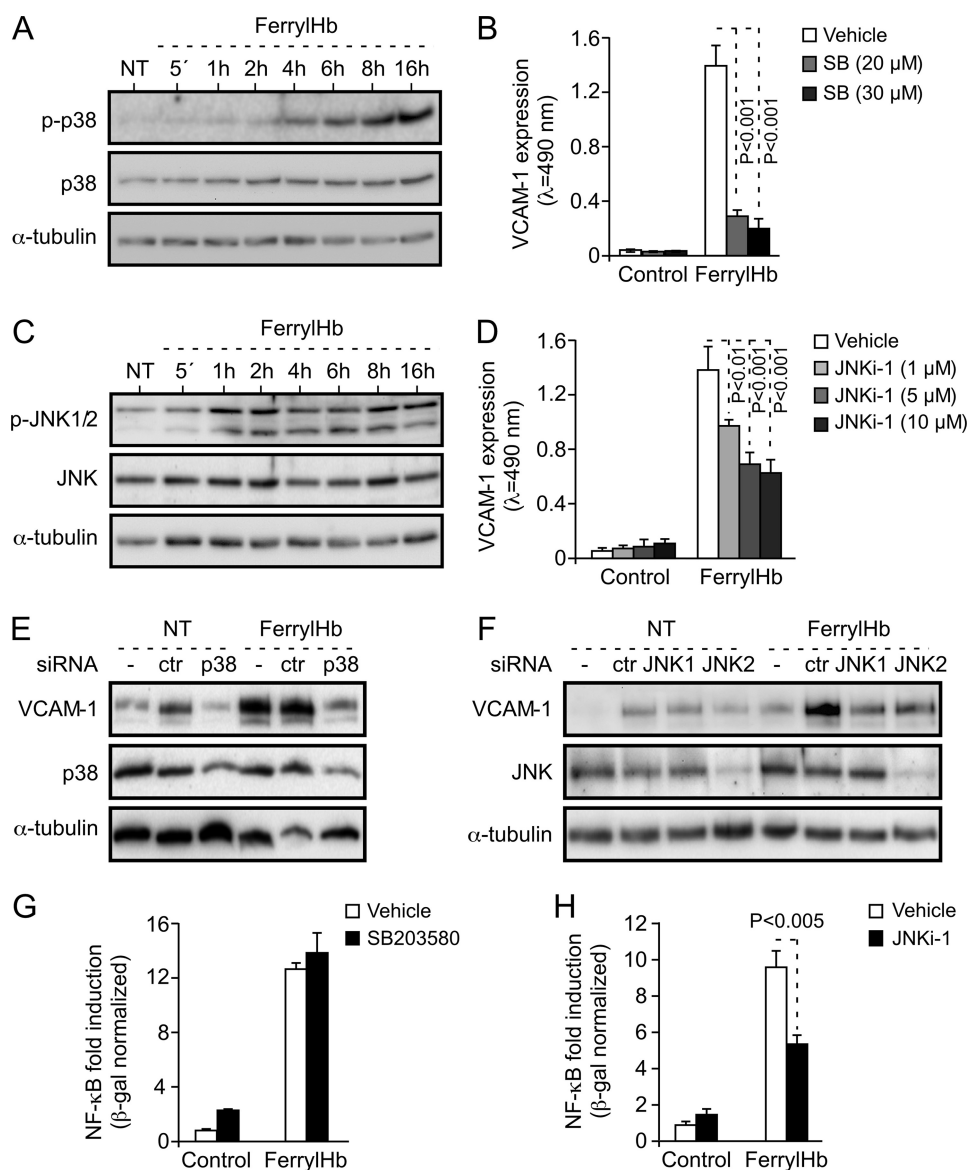 A
FerrylHb
NT 5´ 1h 2h 4h 6h 8h 16h
p-p38
p38
α-tubulin
B
VCAM-1 expression
(λ=490 nm)
1.6
1.2
0.8
0.4
0
Control FerrylHb
Vehicle
SB (20 µM)
SB (30 µM)
P<0.001
P<0.001
C
FerrylHb
NT 5´ 1h 2h 4h 6h 8h 16h
p-JNK1/2
JNK
α-tubulin
D
VCAM-1 expression
(λ=490 nm)
1.6
1.2
0.8
0.4
0
Control FerrylHb
Vehicle
JNKi-1 (1 µM)
JNKi-1 (5 µM)
JNKi-1 (10 µM)
P<0.01
P<0.001
P<0.001
E
NT FerrylHb
siRNA - ctr p38 - ctr p38
VCAM-1
p38
α-tubulin
F
NT FerrylHb
siRNA - ctr JNK1 JNK2 - ctr JNK1 JNK2
VCAM-1
JNK
α-tubulin
G
NF-κB fold induction
(β-gal normalized)
16
12
8
4
0
Control FerrylHb
Vehicle
SB203580
H
NF-κB fold induction
(β-gal normalized)
12
10
8
6
4
2
0
Control FerrylHb
P<0.005
Vehicle
JNKi-1